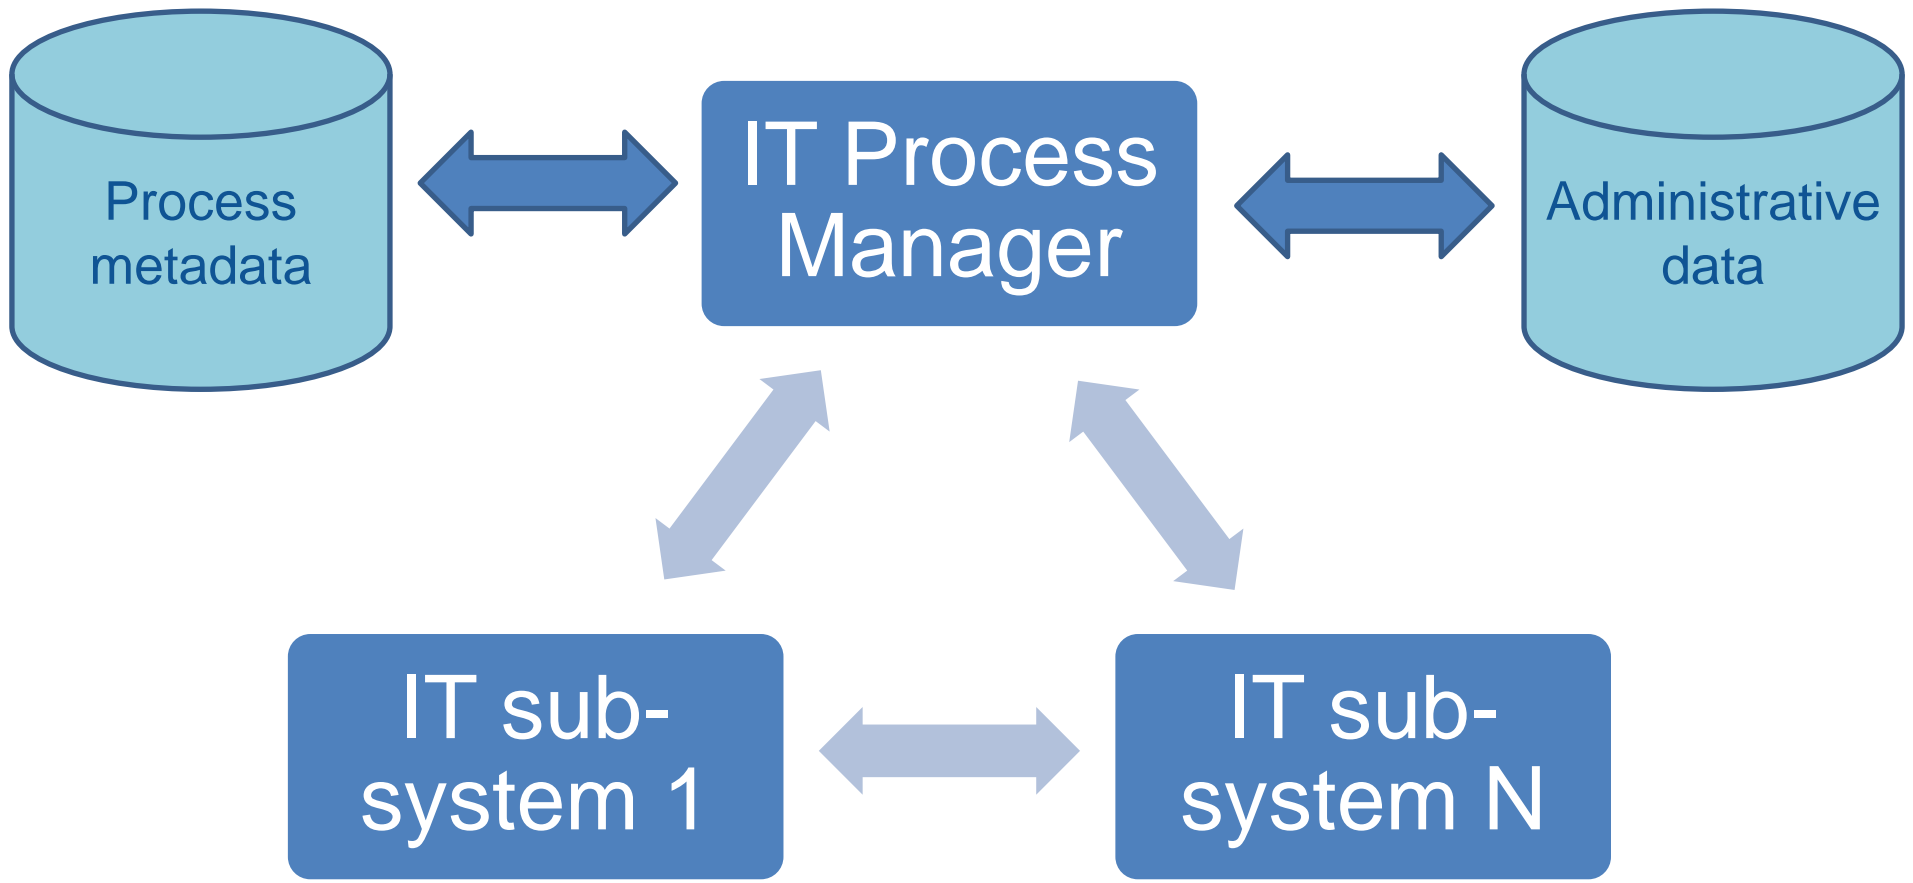 Process
metadata
IT Process
Manager
Administrative
data
IT sub-
system 1
IT sub-
system N